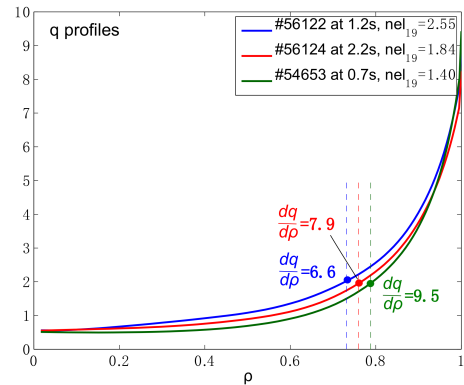 q profiles
#56122 at 1.2s, nel19=2.55
#56124 at 2.2s, nel19=1.84
#54653 at 0.7s, nel19=1.40
10
9
8
7
6
5
4
3
2
1
0
dq/dρ=7.9
dq/dρ=6.6
dq/dρ=9.5
0 0.2 0.4 0.6 0.8 1
ρ